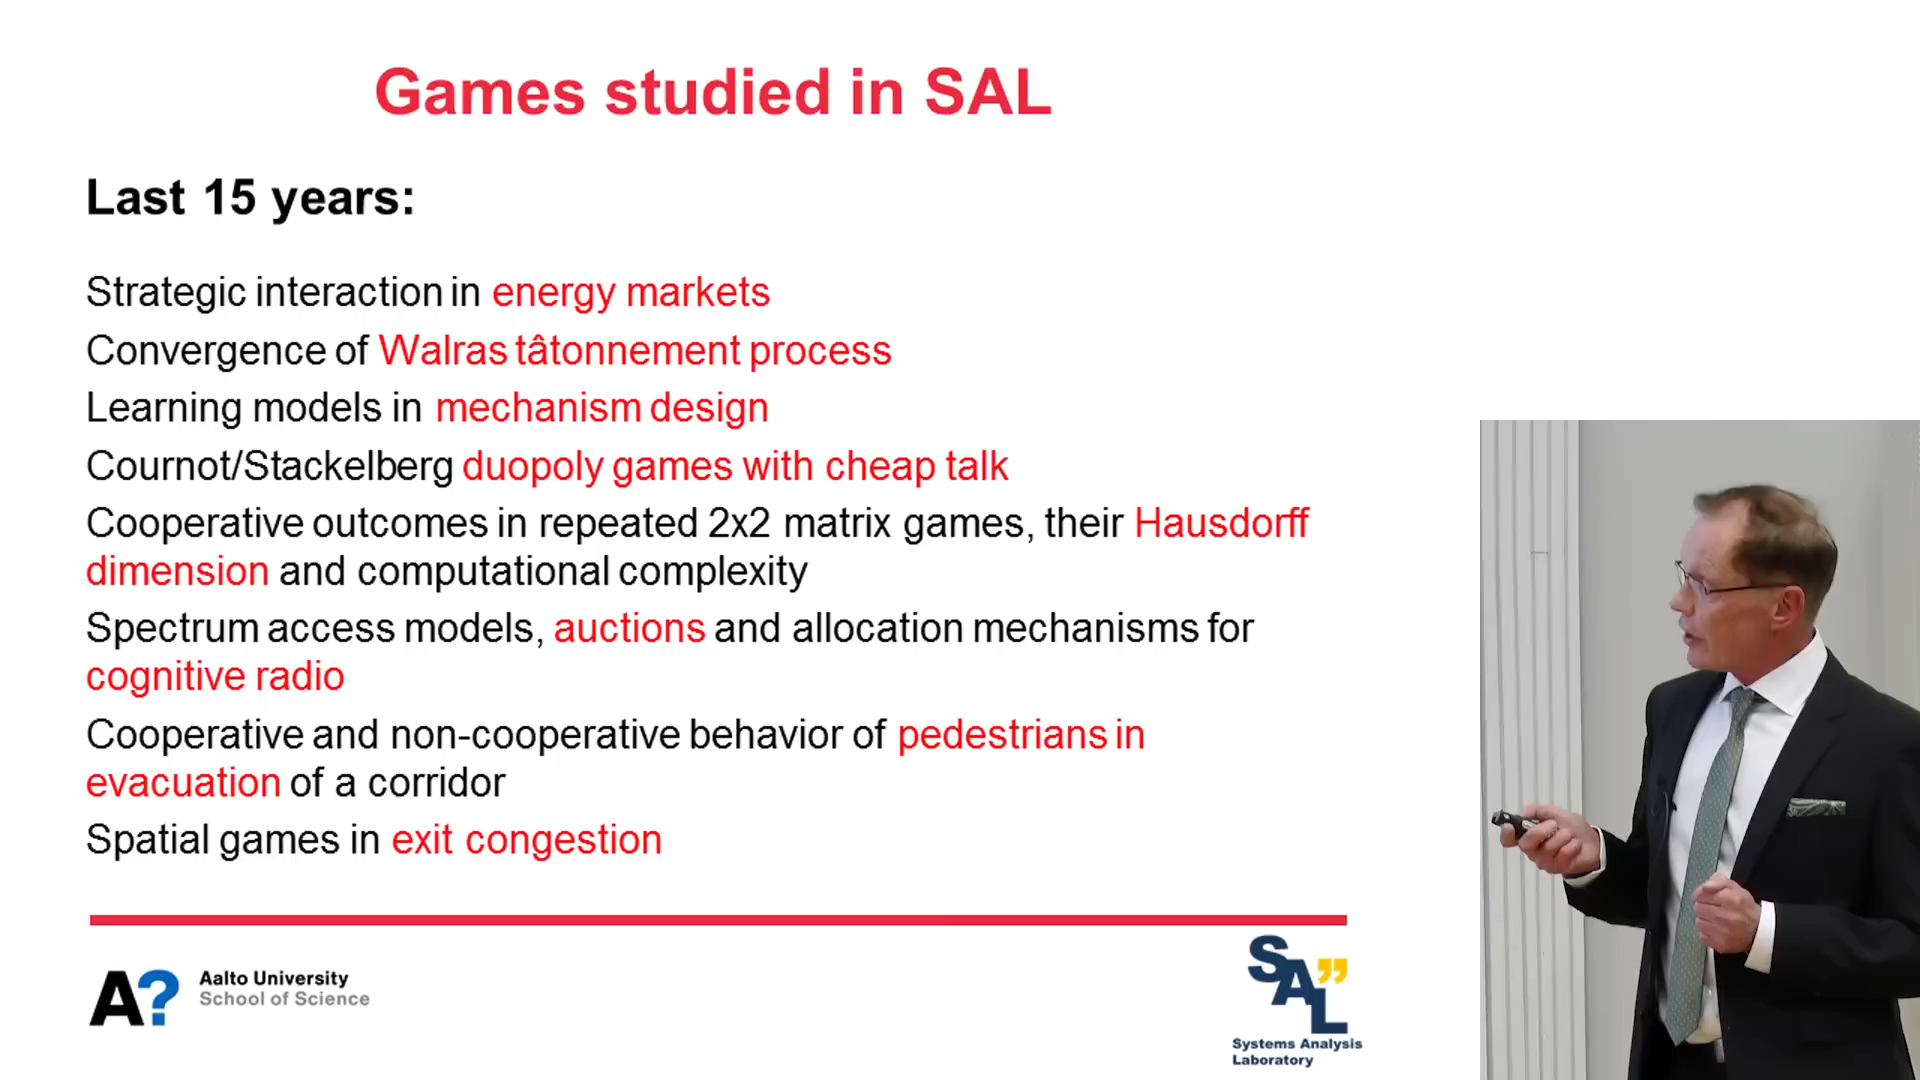 Games studied in SAL
Last 15 years:
Strategic interaction in energy markets
Convergence of Walras tâtonnement process
Learning models in mechanism design
Cournot/Stackelberg duopoly games with cheap talk
Cooperative outcomes in repeated 2x2 matrix games, their Hausdorff
dimension and computational complexity
Spectrum access models, auctions and allocation mechanisms for
cognitive radio
Cooperative and non-cooperative behavior of pedestrians in
evacuation of a corridor
Spatial games in exit congestion
A?
Aalto University
School of Science
SAL”
Systems Analysis
Laboratory